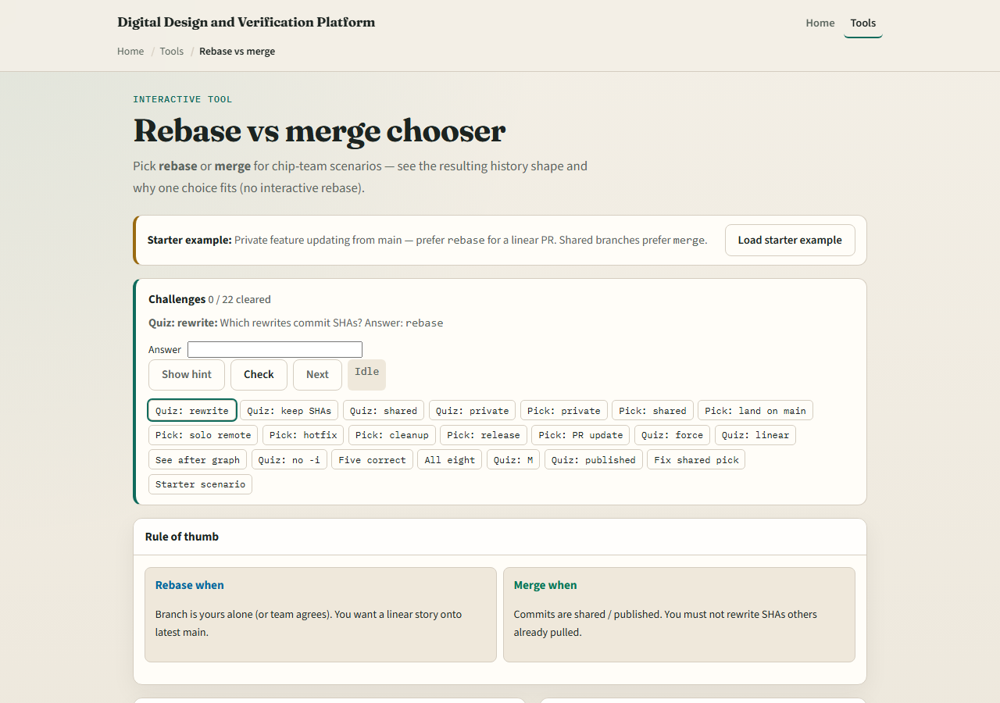 Digital Design and Verification Platform
Home Tools
Home / Tools / Rebase vs merge
INTERACTIVE TOOL
Rebase vs merge chooser
Pick rebase or merge for chip-team scenarios — see the resulting history shape and
why one choice fits (no interactive rebase).
Starter example: Private feature updating from main — prefer rebase for a linear PR. Shared branches prefer merge.
Load starter example
Challenges 0 / 22 cleared
Quiz: rewrite: Which rewrites commit SHAs? Answer: rebase
Answer
Show hint Check Next Idle
Quiz: rewrite Quiz: keep SHAs Quiz: shared Quiz: private Pick: private Pick: shared Pick: land on main
Pick: solo remote Pick: hotfix Pick: cleanup Pick: release Pick: PR update Quiz: force Quiz: linear
See after graph Quiz: no -i Five correct All eight Quiz: M Quiz: published Fix shared pick
Starter scenario
Rule of thumb
Rebase when
Branch is yours alone (or team agrees). You want a linear story onto
latest main.
Merge when
Commits are shared / published. You must not rewrite SHAs others
already pulled.